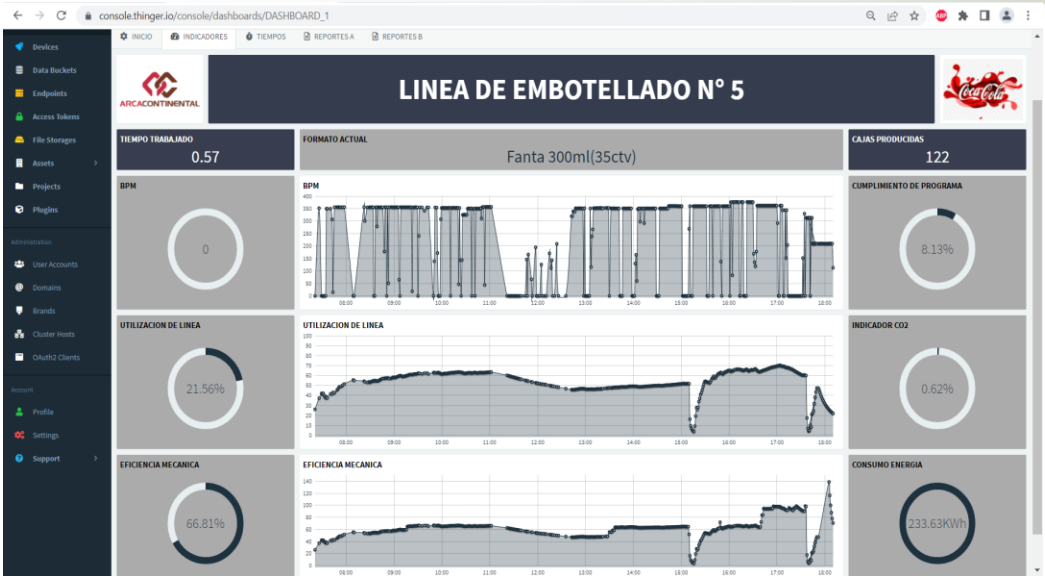 console.thinger.io/console/dashboards/DASHBOARD_1
ABP
Devices
Data Buckets
Endpoints
Access Tokens
File Storages
Assets
Projects
Plugins
Administration
User Accounts
Domains
Brands
Cluster Hosts
OAuth2 Clients
Account
Profile
Settings
Support
INICIO INDICADORES TIEMPOS REPORTES A REPORTES B
ARCACONTINENTAL
LINEA DE EMBOTELLADO N° 5
Coca-Cola
TIEMPO TRABAJADO
0.57
FORMATO ACTUAL
Fanta 300ml(35ctv)
CAJAS PRODUCIDAS
122
BPM
0
BPM
400
350
300
250
200
150
100
50
0
08:00 09:00 10:00 11:00 12:00 13:00 14:00 15:00 16:00 17:00 18:00
CUMPLIMIENTO DE PROGRAMA
8.13%
UTILIZACION DE LINEA
21.56%
UTILIZACION DE LINEA
100
90
80
70
60
50
40
30
20
10
0
08:00 09:00 10:00 11:00 12:00 13:00 14:00 15:00 16:00 17:00 18:00
INDICADOR CO2
0.62%
EFICIENCIA MECANICA
66.81%
EFICIENCIA MECANICA
140
120
100
80
60
40
20
0
08:00 09:00 10:00 11:00 12:00 13:00 14:00 15:00 16:00 17:00 18:00
CONSUMO ENERGIA
233.63KWh